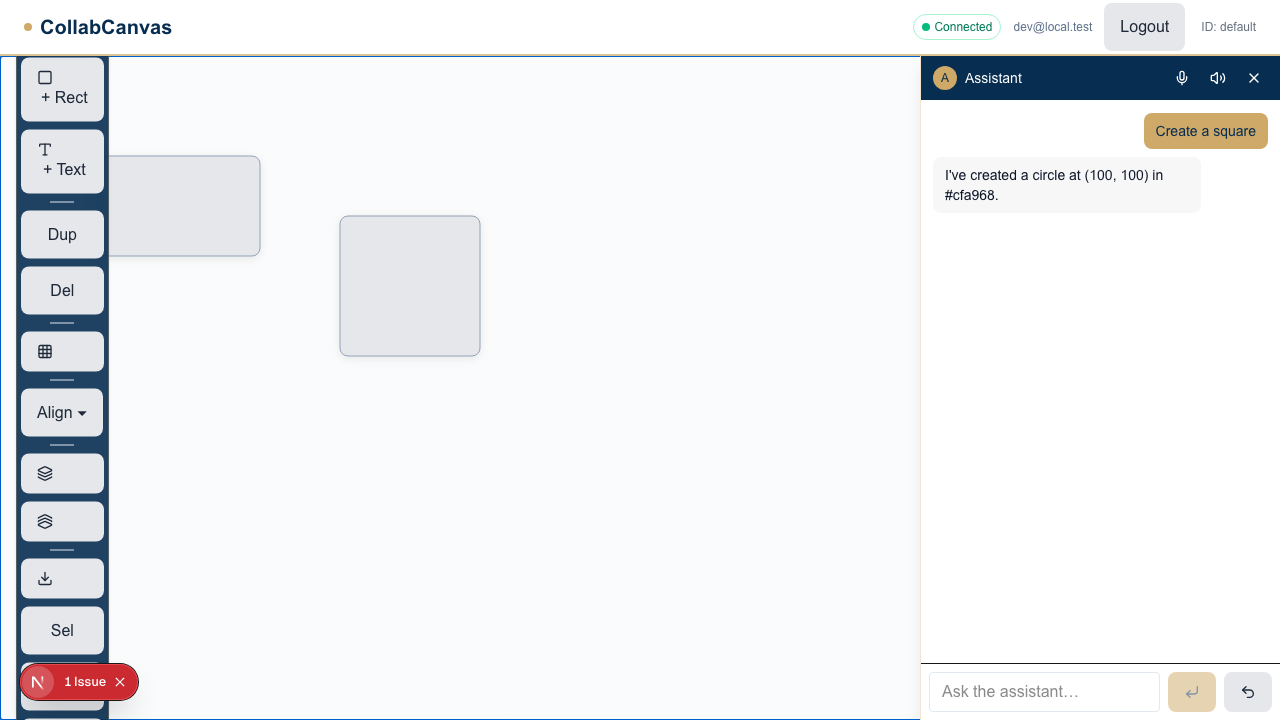 CollabCanvas
Connected
dev@local.test
Logout
ID: default
+ Rect
+ Text
Dup
Del
Align
Sel
1 Issue
A
Assistant
Create a square
I've created a circle at (100, 100) in
#cfa968.
Ask the assistant…